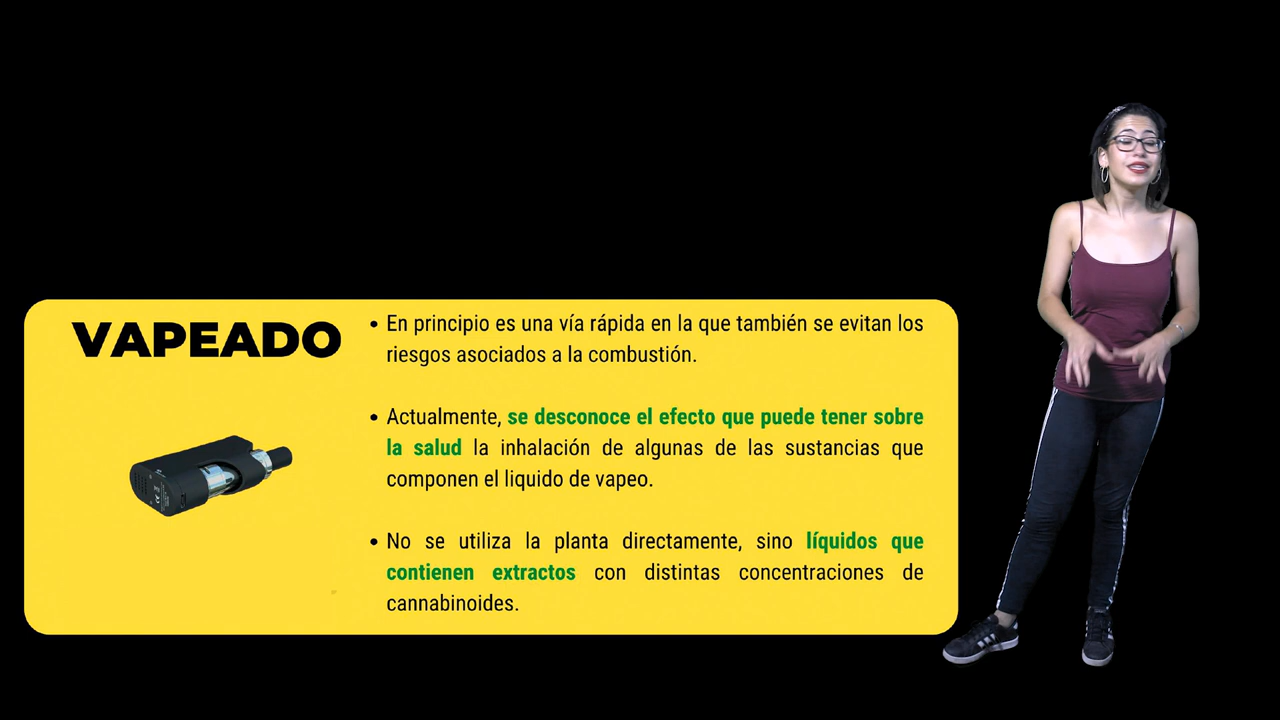 VAPEADO
• En principio es una vía rápida en la que también se evitan los
riesgos asociados a la combustión.
• Actualmente, se desconoce el efecto que puede tener sobre
la salud la inhalación de algunas de las sustancias que
componen el liquido de vapeo.
• No se utiliza la planta directamente, sino líquidos que
contienen extractos con distintas concentraciones de
cannabinoides.